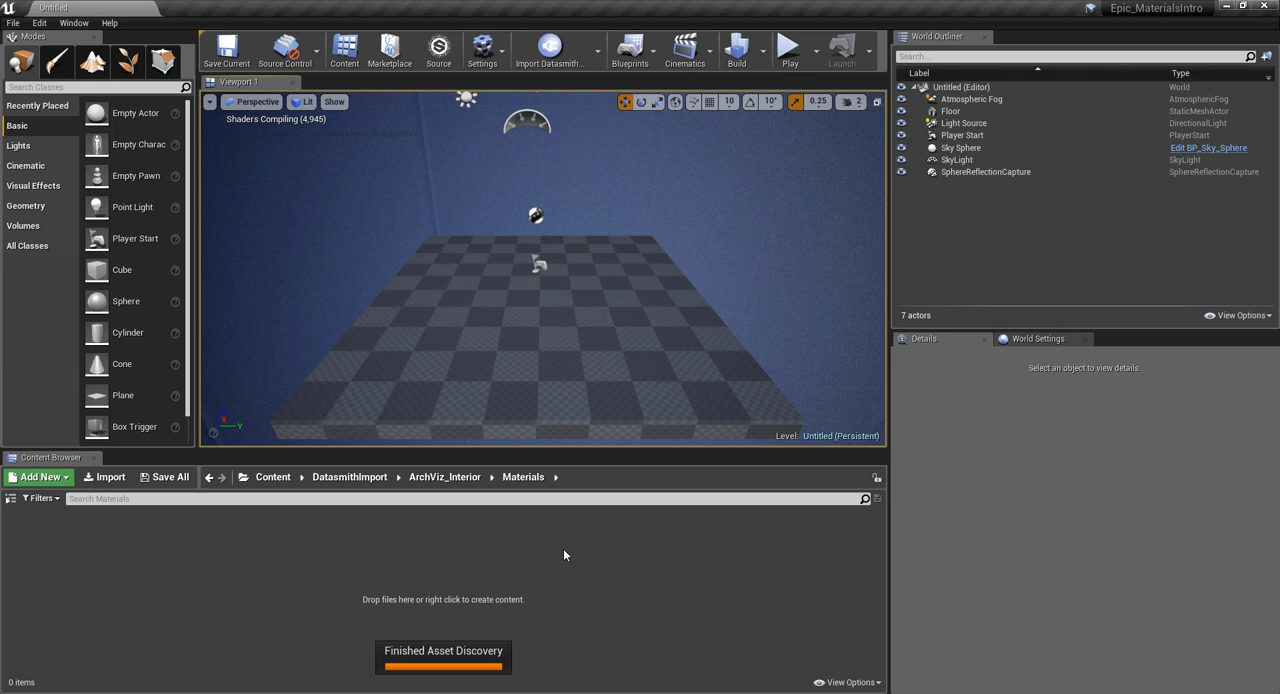 Untitled
Epic_MaterialsIntro
File Edit Window Help
Modes
Search Classes
Recently Placed
Basic
Lights
Cinematic
Visual Effects
Geometry
Volumes
All Classes
Empty Actor
Empty Charac
Empty Pawn
Point Light
Player Start
Cube
Sphere
Cylinder
Cone
Plane
Box Trigger
Save Current Source Control Content Marketplace Source Settings Import Datasmith... Blueprints Cinematics Build Play Launch
Viewport 1
Perspective Lit Show 10 10° 0.25 2
Shaders Compiling (4,945)
X
Y
Level: Untitled (Persistent)
World Outliner
Search...
Label Type
Untitled (Editor) World
Atmospheric Fog AtmosphericFog
Floor StaticMeshActor
Light Source DirectionalLight
Player Start PlayerStart
Sky Sphere Edit BP_Sky_Sphere
SkyLight SkyLight
SphereReflectionCapture SphereReflectionCapture
7 actors View Options
Details World Settings
Select an object to view details.
Content Browser
Add New Import Save All Content DatasmithImport ArchViz_Interior Materials
Filters Search Materials
Drop files here or right click to create content.
Finished Asset Discovery
0 items View Options